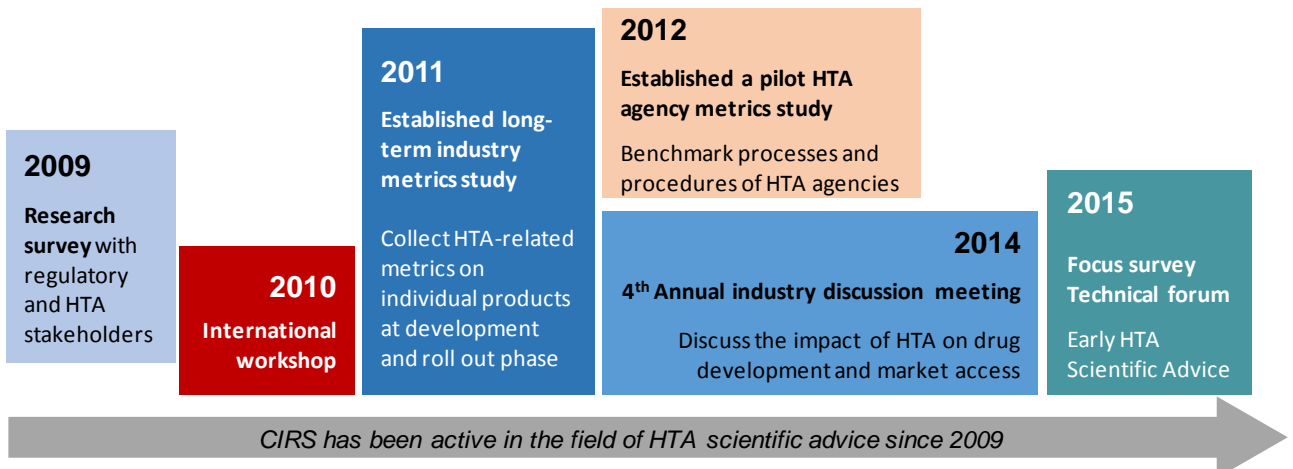 2009
Research
survey with
regulatory
and HTA
stakeholders
2010
International
workshop
2011
Established long-
term industry
metrics study
Collect HTA-related
metrics on
individual products
at development
and roll out phase
2012
Established a pilot HTA
agency metrics study
Benchmark processes and
procedures of HTA agencies
2014
4th Annual industry discussion meeting
Discuss the impact of HTA on drug
development and market access
2015
Focus survey
Technical forum
Early HTA
Scientific Advice
CIRS has been active in the field of HTA scientific advice since 2009